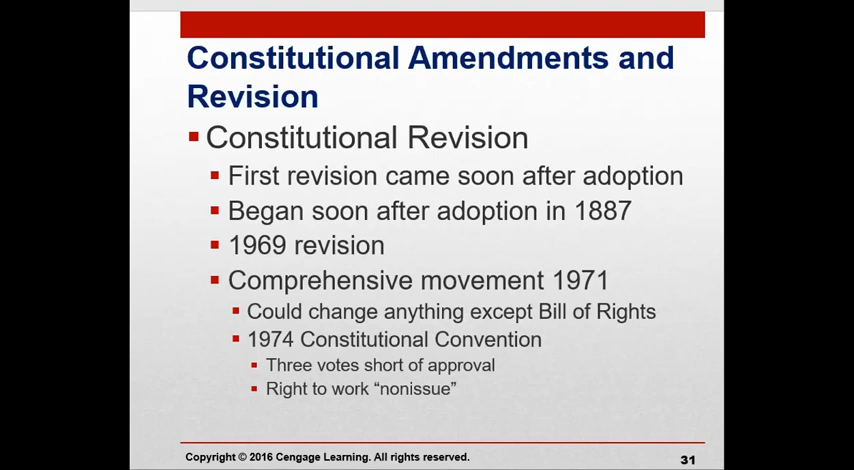 Constitutional Amendments and
Revision
Constitutional Revision
First revision came soon after adoption
Began soon after adoption in 1887
1969 revision
Comprehensive movement 1971
Could change anything except Bill of Rights
1974 Constitutional Convention
Three votes short of approval
Right to work “nonissue”
Copyright © 2016 Cengage Learning. All rights reserved.
31